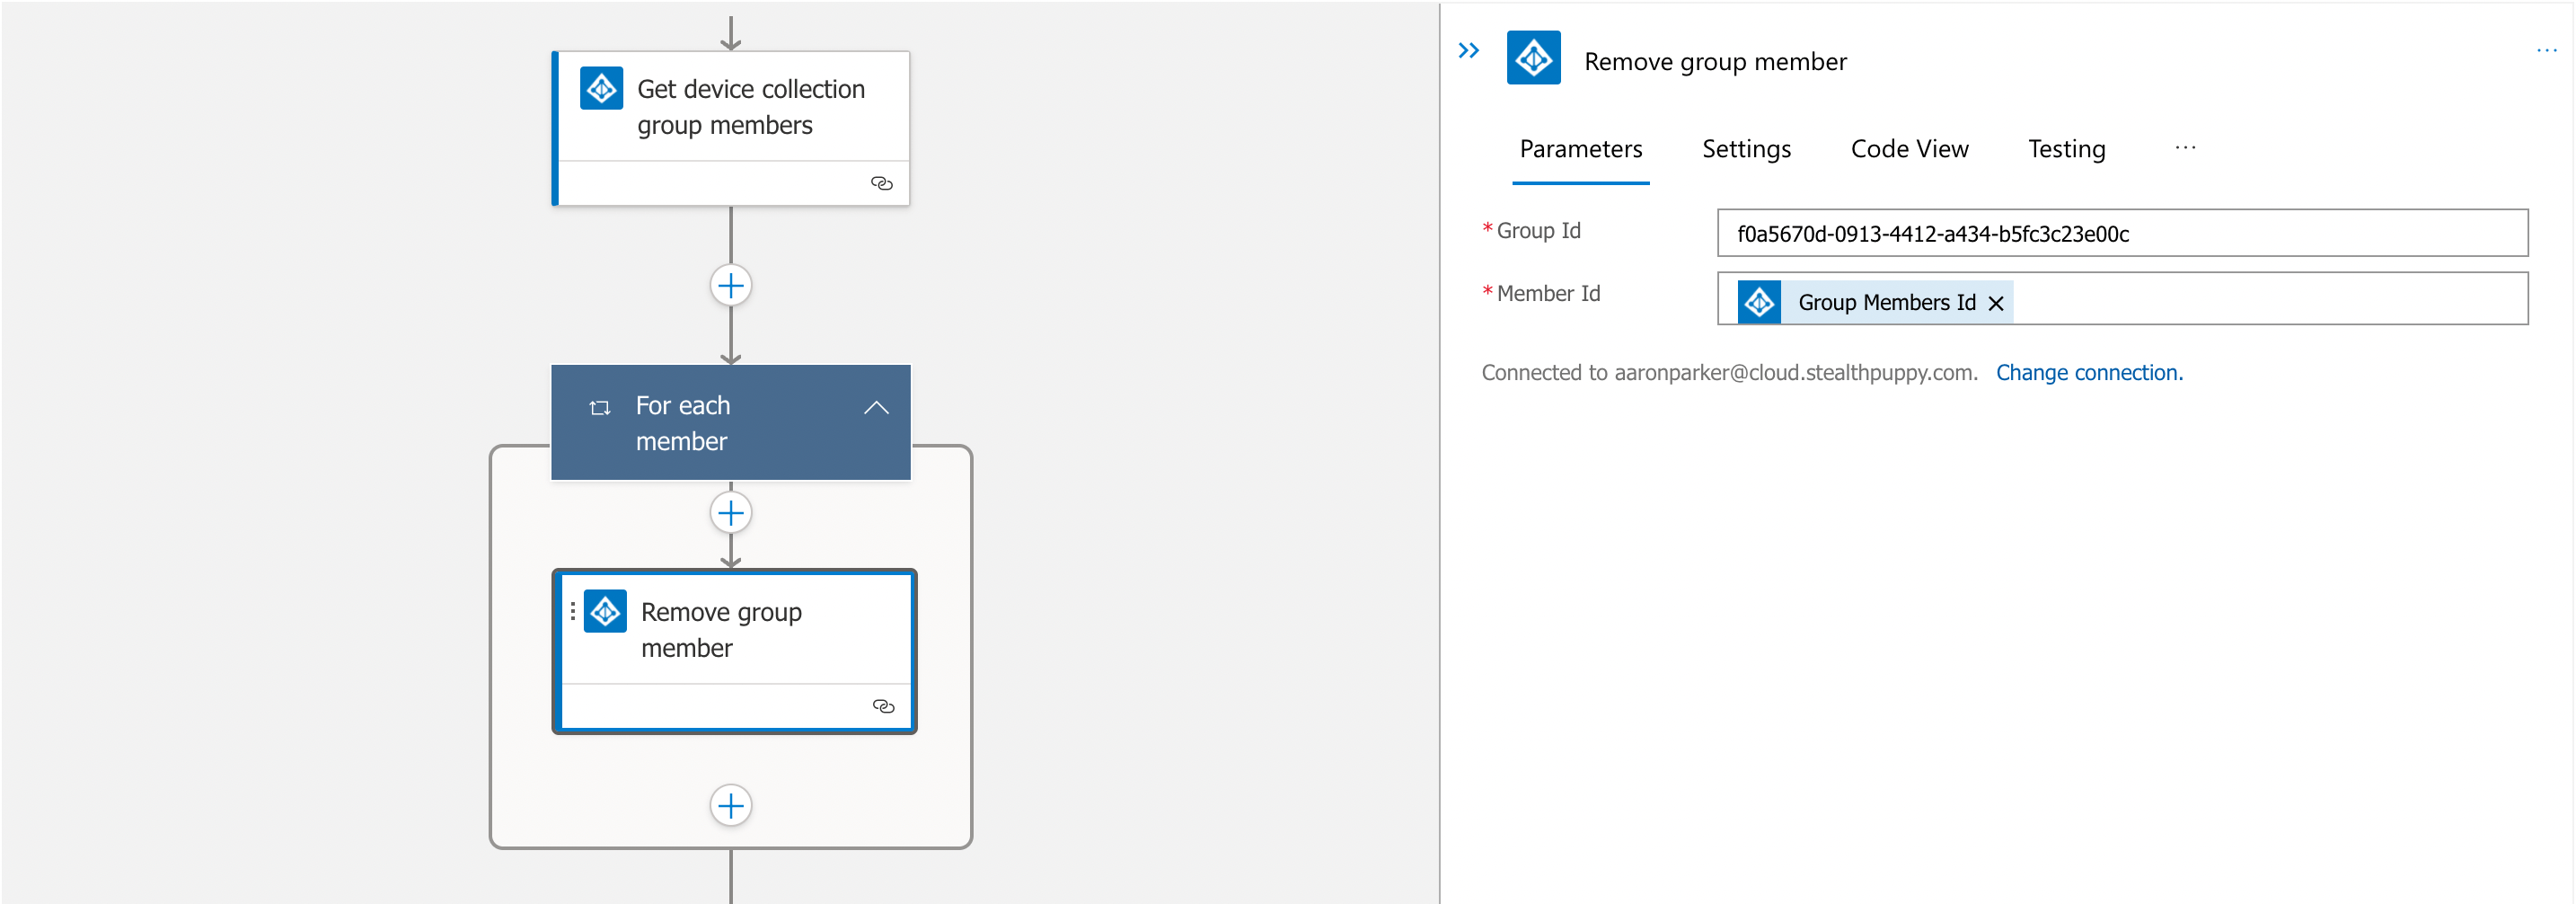 Get device collection
group members
For each
member
Remove group
member
Remove group member
Parameters Settings Code View Testing ...
* Group Id f0a5670d-0913-4412-a434-b5fc3c23e00c
* Member Id Group Members Id
Connected to aaronparker@cloud.stealthpuppy.com. Change connection.